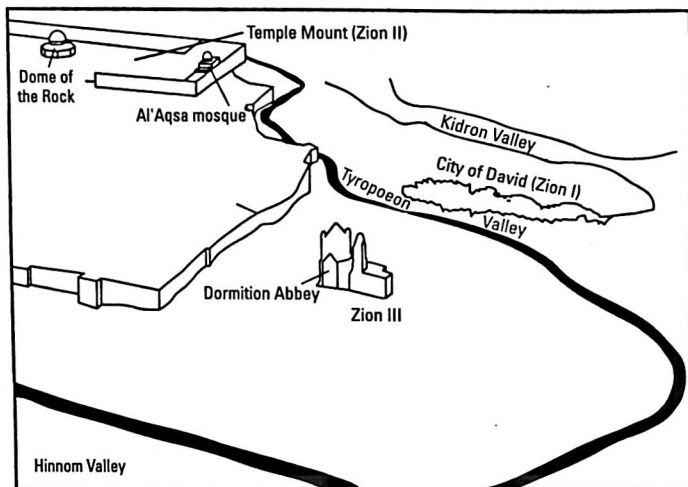 Temple Mount (Zion II)
Dome of
the Rock
Al'Aqsa mosque
Kidron Valley
City of David (Zion I)
Tyropoeon
Valley
Dormition Abbey
Zion III
Hinnom Valley